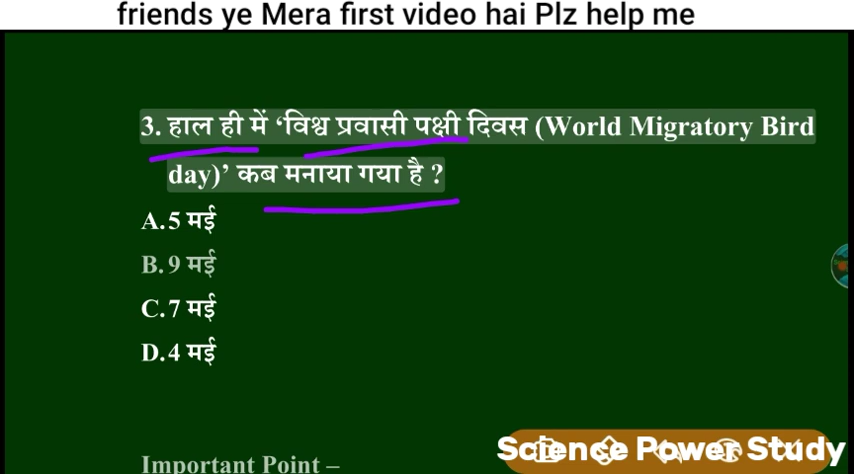 friends ye Mera first video hai Plz help me
3. हाल ही में ‘विश्व प्रवासी पक्षी दिवस (World Migratory Bird
day)’ कब मनाया गया है ?
A.5 मई
B.9 मई
C.7 मई
D.4 मई
Important Point –
Science Power Study